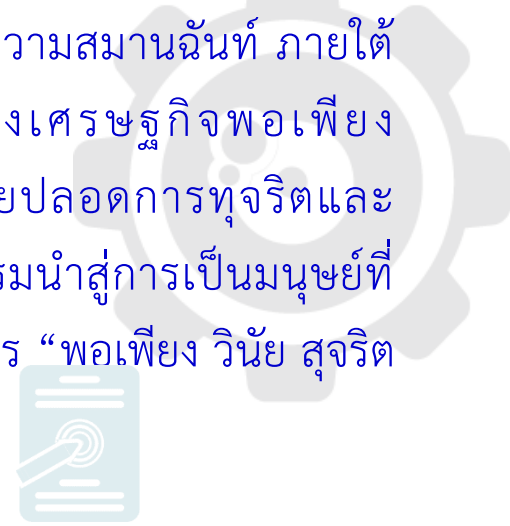 วามสมานฉันท์ ภายใต้
งเศรษฐกิจพอเพียง
ยปลอดการทุจริตและ
รมนำสู่การเป็นมนุษย์ที่
ร “พอเพียง วินัย สุจริต